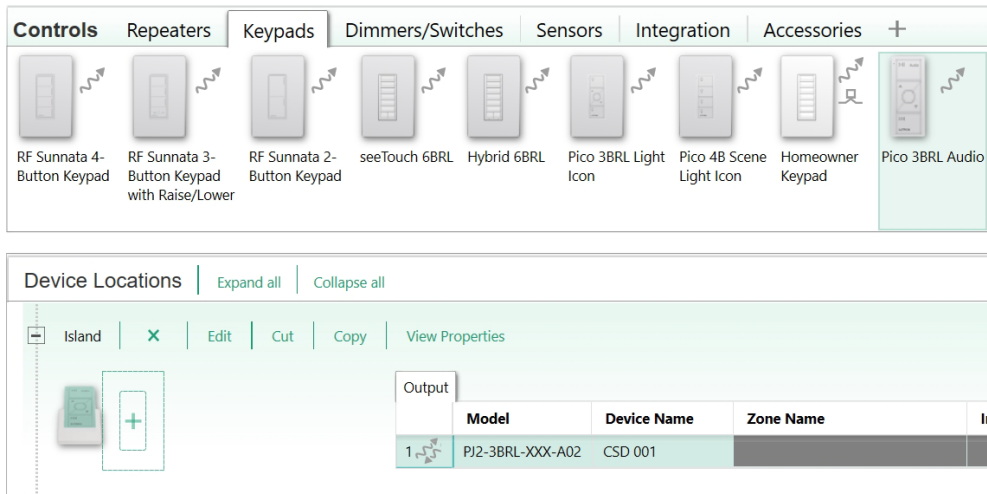 Controls Repeaters Keypads Dimmers/Switches Sensors Integration Accessories +
RF Sunnata 4-
Button Keypad
RF Sunnata 3-
Button Keypad
with Raise/Lower
RF Sunnata 2-
Button Keypad
seeTouch 6BRL
Hybrid 6BRL
Pico 3BRL Light
Icon
Pico 4B Scene
Light Icon
Homeowner
Keypad
Pico 3BRL Audio
Device Locations Expand all Collapse all
Island × Edit Cut Copy View Properties
Output
Model Device Name Zone Name
1 PJ2-3BRL-XXX-A02 CSD 001